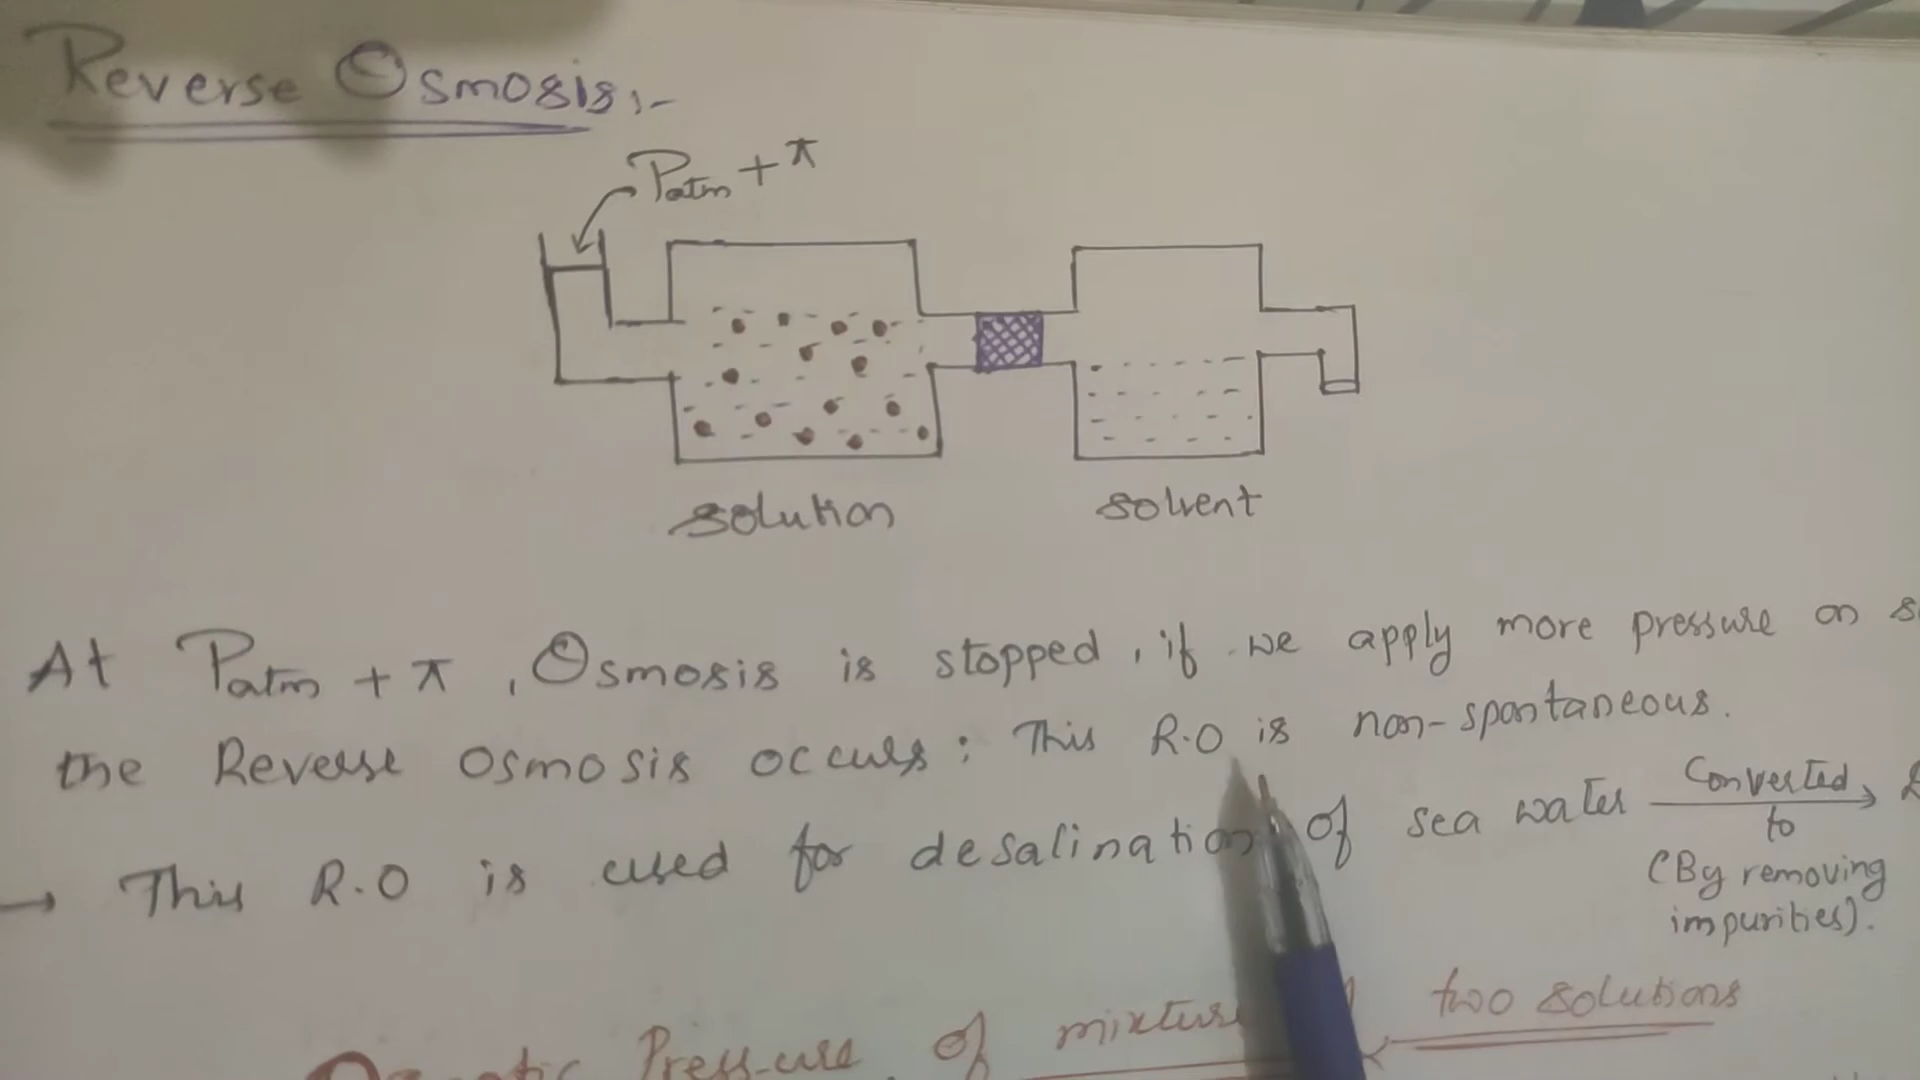 Reverse Osmosis:-
Patm + π
solution
solvent
At Patm + π, Osmosis is stopped, if we apply more pressure on
the Reverse Osmosis occurs: This R.O is non-spontaneous.
→ This R.O is used for desalination of sea water Converted to
(By removing
impurities).
Pressure of mixture two solutions